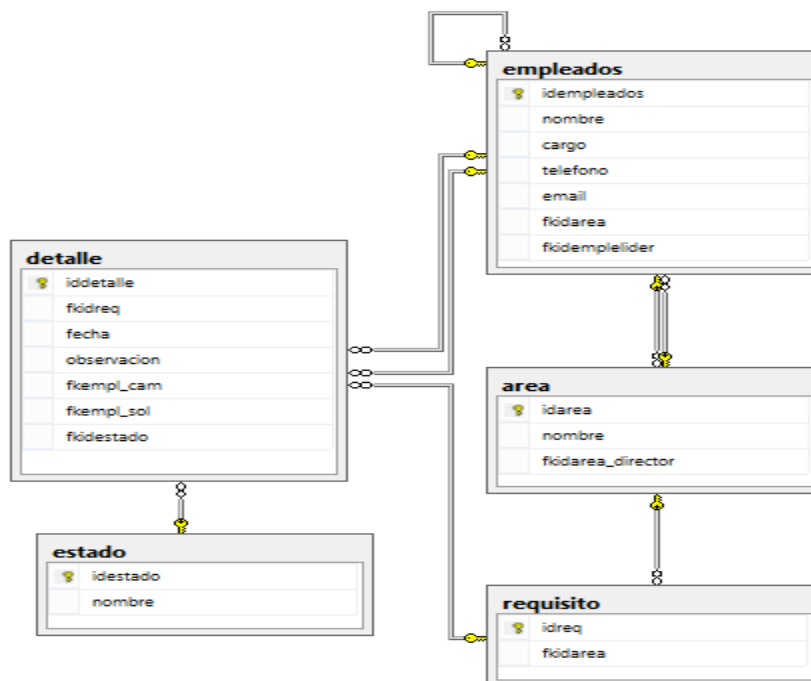 empleados
idempleados
nombre
cargo
telefono
email
fkidarea
fkidemplelider
detalle
iddetalle
fkidreq
fecha
observacion
fkempl_cam
fkempl_sol
fkidestado
area
idarea
nombre
fkidarea_director
estado
idestado
nombre
requisito
idreq
fkidarea